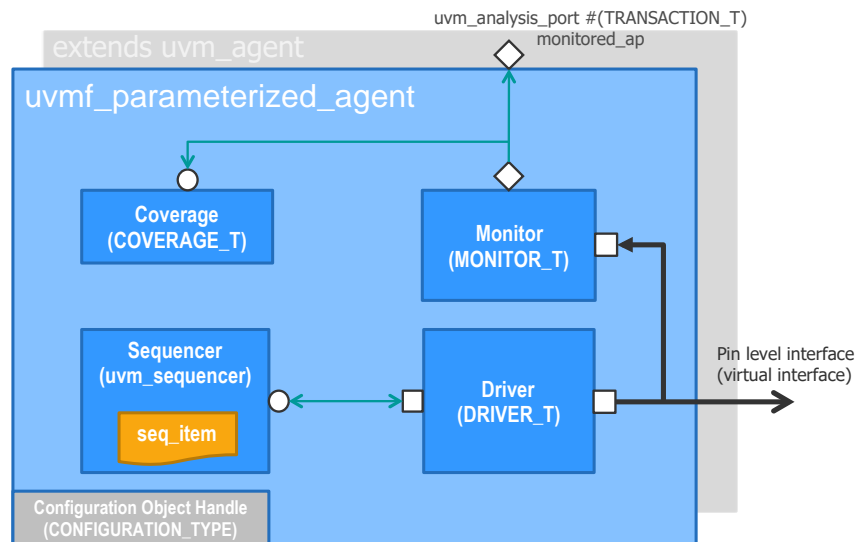 uvm_analysis_port #(TRANSACTION_T)
monitored_ap
extends uvm_agent
uvmf_parameterized_agent
Coverage
(COVERAGE_T)
Monitor
(MONITOR_T)
Sequencer
(uvm_sequencer)
seq_item
Driver
(DRIVER_T)
Pin level interface
(virtual interface)
Configuration Object Handle
(CONFIGURATION_TYPE)